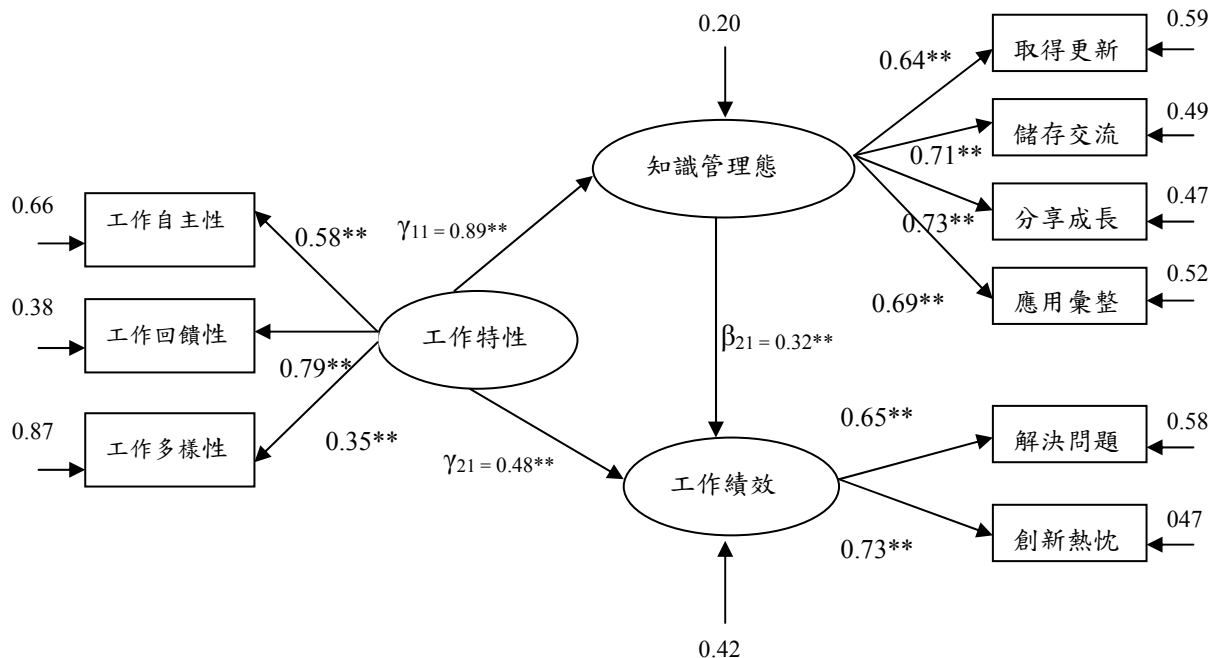 0.20
0.59
取得更新
0.64**
0.49
儲存交流
0.71**
知識管理態
0.47
分享成長
0.73**
0.52
應用彙整
0.69**
0.66
工作自主性
0.58**
γ11 = 0.89**
0.38
工作回饋性
0.79**
工作特性
β21 = 0.32**
0.87
工作多樣性
0.35**
γ21 = 0.48**
0.65**
0.58
解決問題
工作績效
047
創新熱忱
0.73**
0.42